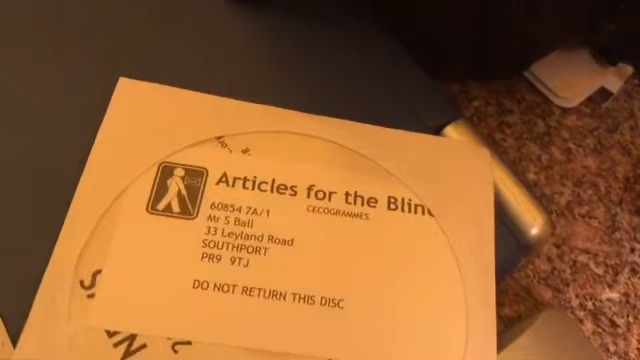 Articles for the Blind
CECOGRAMMES
60854 7A/1
Mr S Ball
33 Leyland Road
SOUTHPORT
PR9 9TJ
DO NOT RETURN THIS DISC